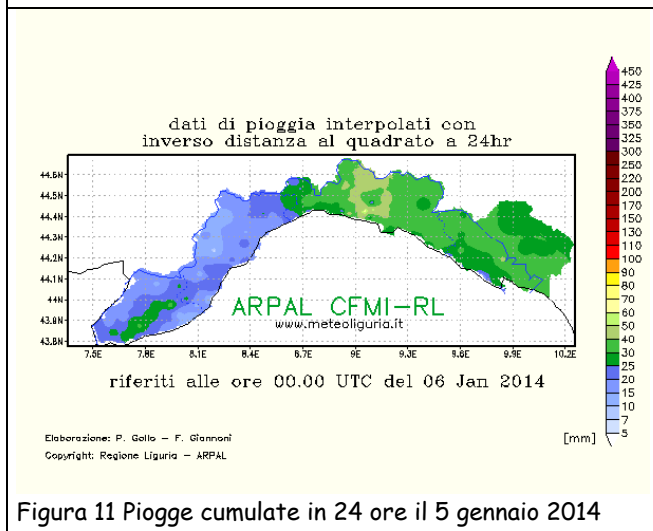 dati di pioggia interpolati con
inverso distanza al quadrato a 24hr
44.6N
44.5N
44.4N
44.3N
44.2N
44.1N
44N
43.9N
43.8N
7.5E 7.8E 8.1E 8.4E 8.7E 9E 9.3E 9.6E 9.9E 10.2E
ARPAL CFMI-RL
www.meteoliguria.it
riferiti alle ore 00.00 UTC del 06 Jan 2014
450
425
400
375
350
325
300
250
220
200
170
150
130
110
100
90
80
70
60
50
40
30
25
20
15
10
7
5
[mm]
Elaborazione: P. Gollo - F. Giannoni
Copyright: Regione Liguria - ARPAL
Figura 11 Piogge cumulate in 24 ore il 5 gennaio 2014